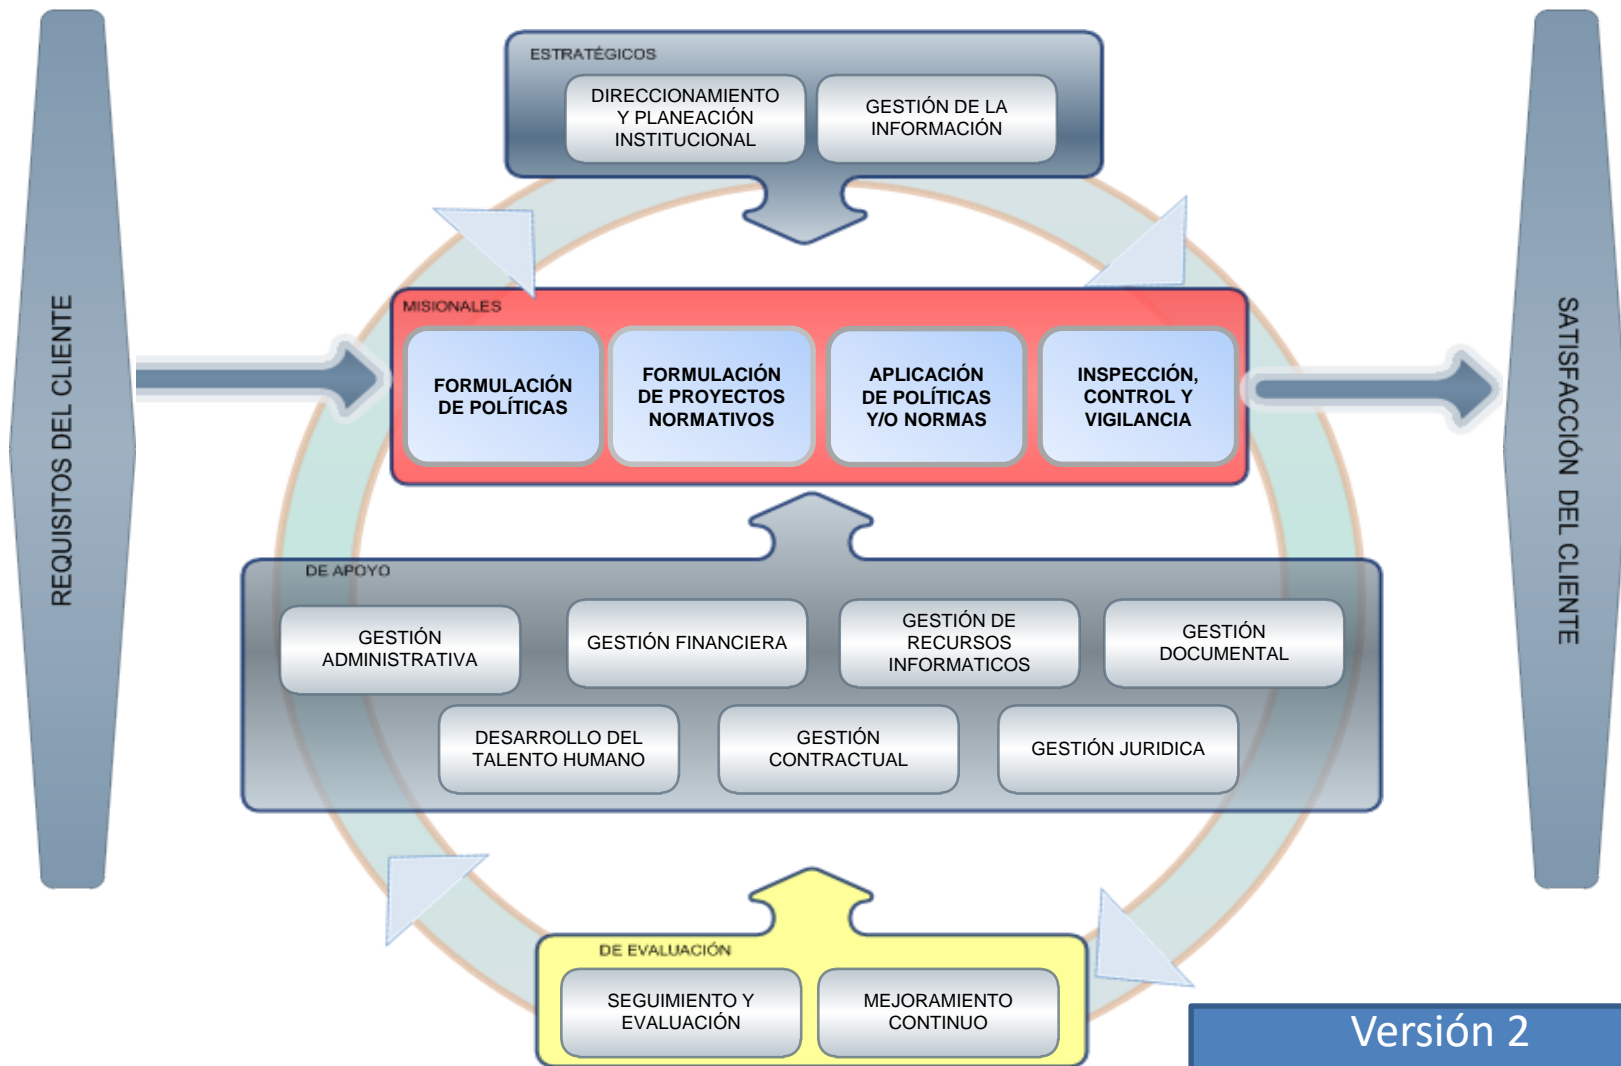 REQUISITOS DEL CLIENTE
ESTRATÉGICOS
DIRECCIONAMIENTO
Y PLANEACIÓN
INSTITUCIONAL
GESTIÓN DE LA
INFORMACIÓN
MISIONALES
FORMULACIÓN
DE POLÍTICAS
FORMULACIÓN
DE PROYECTOS
NORMATIVOS
APLICACIÓN
DE POLÍTICAS
Y/O NORMAS
INSPECCIÓN,
CONTROL Y
VIGILANCIA
DE APOYO
GESTIÓN
ADMINISTRATIVA
GESTIÓN FINANCIERA
GESTIÓN DE
RECURSOS
INFORMATICOS
GESTIÓN
DOCUMENTAL
DESARROLLO DEL
TALENTO HUMANO
GESTIÓN
CONTRACTUAL
GESTIÓN JURIDICA
DE EVALUACIÓN
SEGUIMIENTO Y
EVALUACIÓN
MEJORAMIENTO
CONTINUO
SATISFACCIÓN DEL CLIENTE
Versión 2